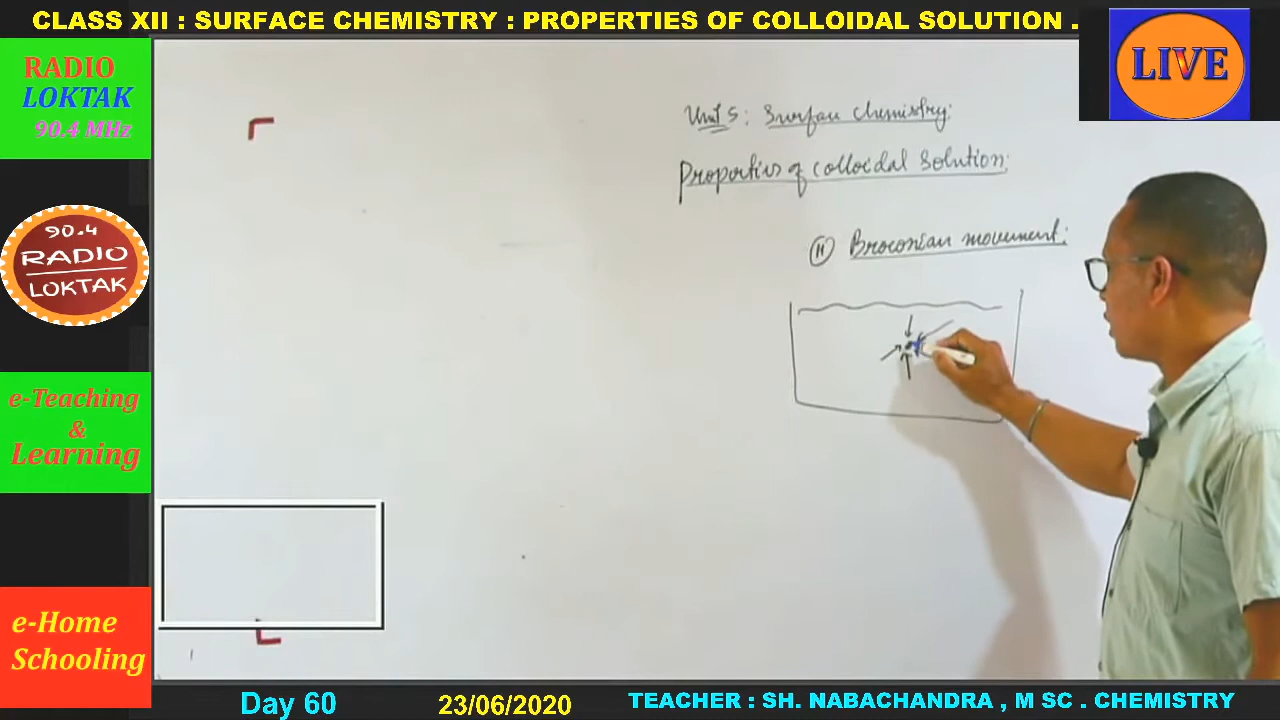 CLASS XII : SURFACE CHEMISTRY : PROPERTIES OF COLLOIDAL SOLUTION .
LIVE
RADIO
LOKTAK
90.4 MHz
Unit 5: Surface chemistry:
Properties of colloidal solution:
(ii) Brownian movement:
90.4
RADIO
LOKTAK
e-Teaching
&
Learning
e-Home
Schooling
Day 60
23/06/2020
TEACHER : SH. NABACHANDRA , M SC . CHEMISTRY